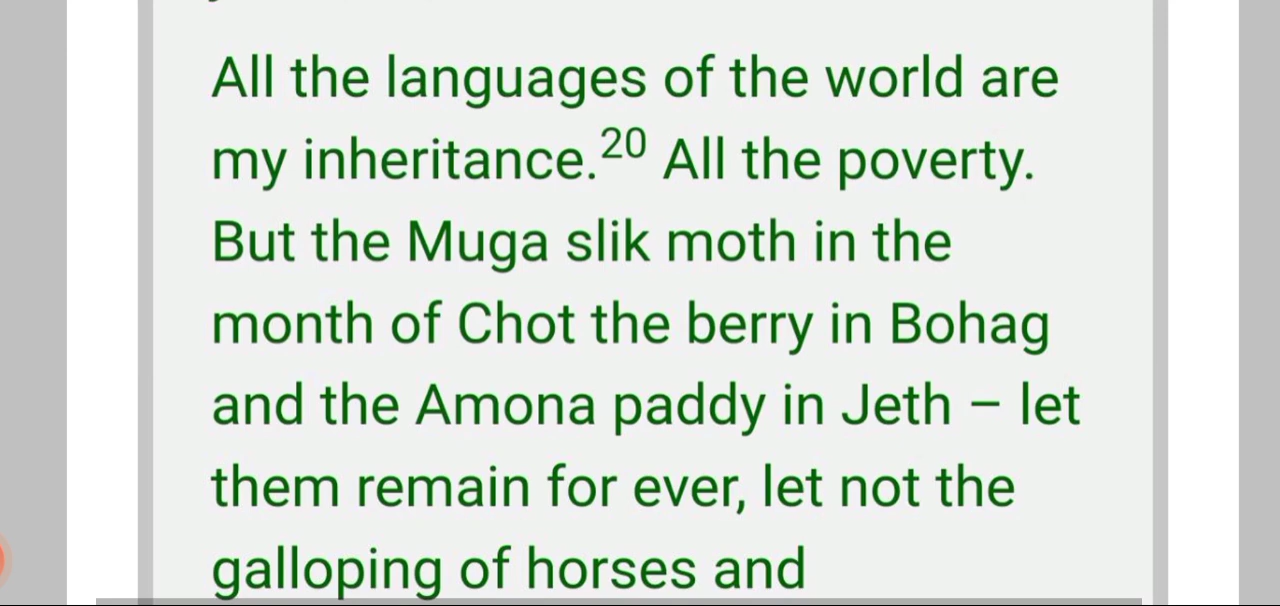 All the languages of the world are
my inheritance.20 All the poverty.
But the Muga slik moth in the
month of Chot the berry in Bohag
and the Amona paddy in Jeth – let
them remain for ever, let not the
galloping of horses and